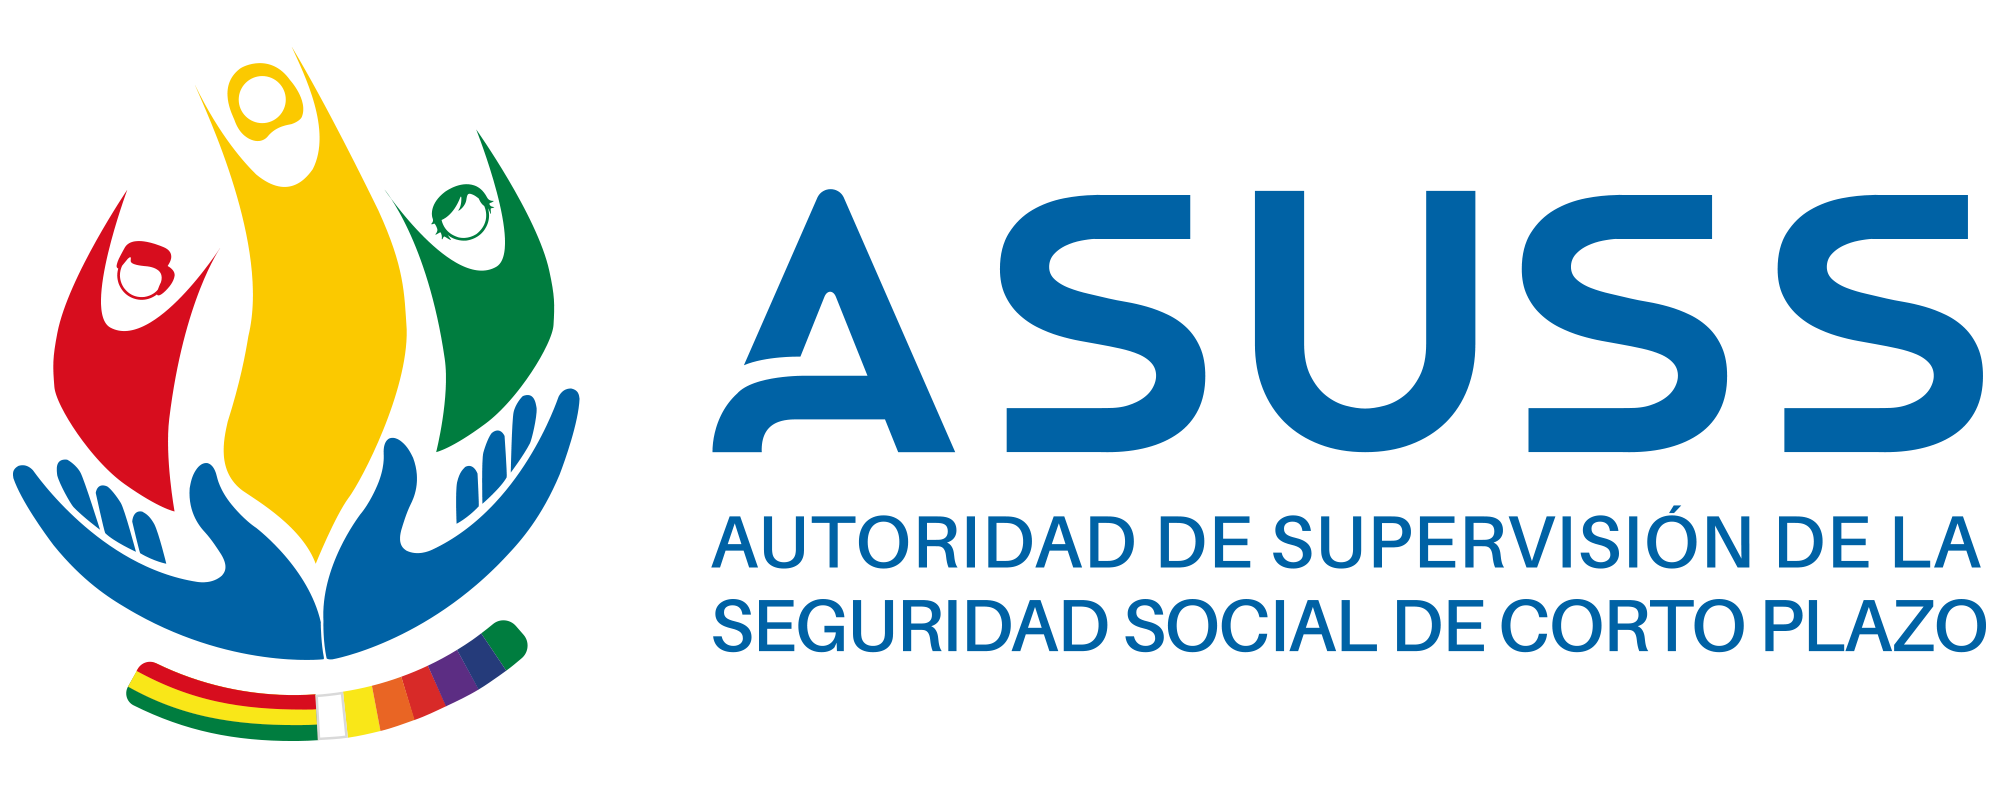 ASUSS
AUTORIDAD DE SUPERVISIÓN DE LA
SEGURIDAD SOCIAL DE CORTO PLAZO